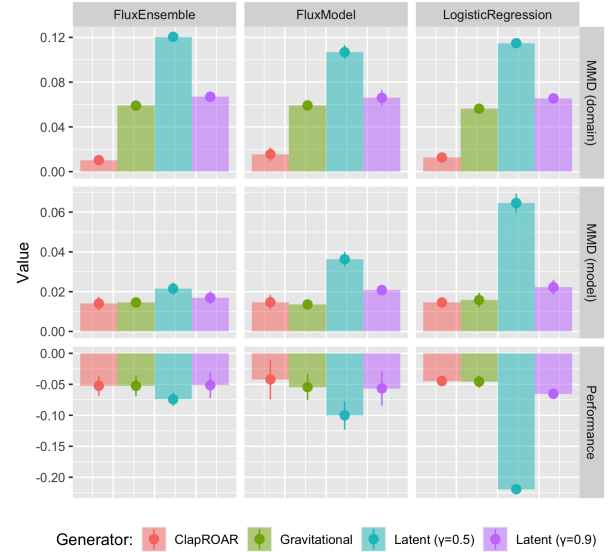 FluxEnsemble FluxModel LogisticRegression
0.12
0.08
0.04
0.00
MMD (domain)
0.06
0.04
0.02
0.00
MMD (model)
0.00
-0.05
-0.10
-0.15
-0.20
Performance
Value
Generator: ClapROAR Gravitational Latent (γ=0.5) Latent (γ=0.9)